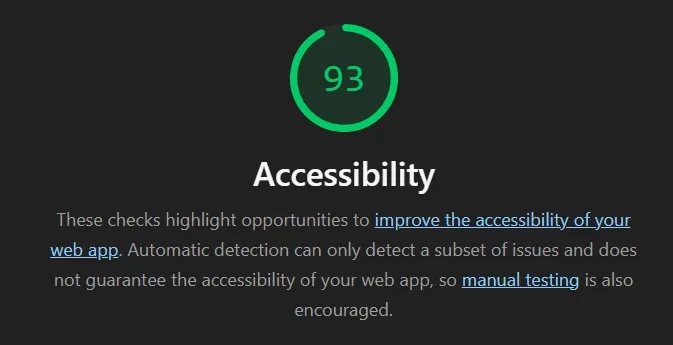 93
Accessibility
These checks highlight opportunities to improve the accessibility of your
web app. Automatic detection can only detect a subset of issues and does
not guarantee the accessibility of your web app, so manual testing is also
encouraged.